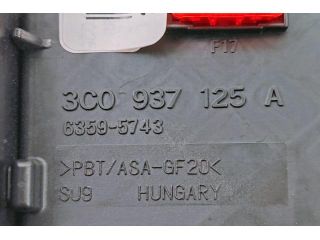 F17
3C0 937 125 A
6359-5743
>PBT/ASA-GF20<
SU9 HUNGARY